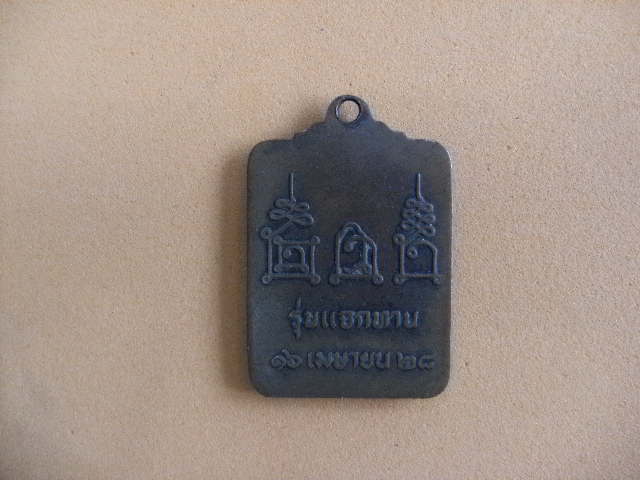 รุ่นแจกทาน
๑๖ เมษายน ๒๘